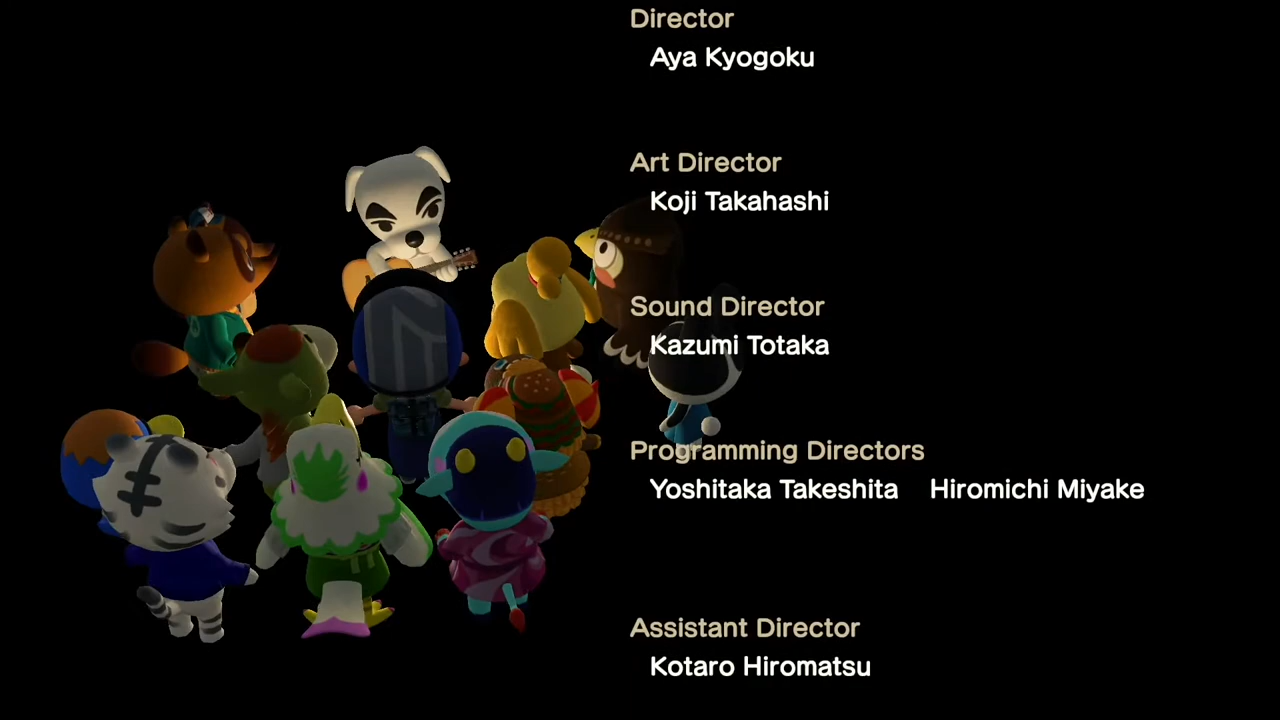 Director
Aya Kyogoku
Art Director
Koji Takahashi
Sound Director
Kazumi Totaka
Programming Directors
Yoshitaka Takeshita Hiromichi Miyake
Assistant Director
Kotaro Hiromatsu